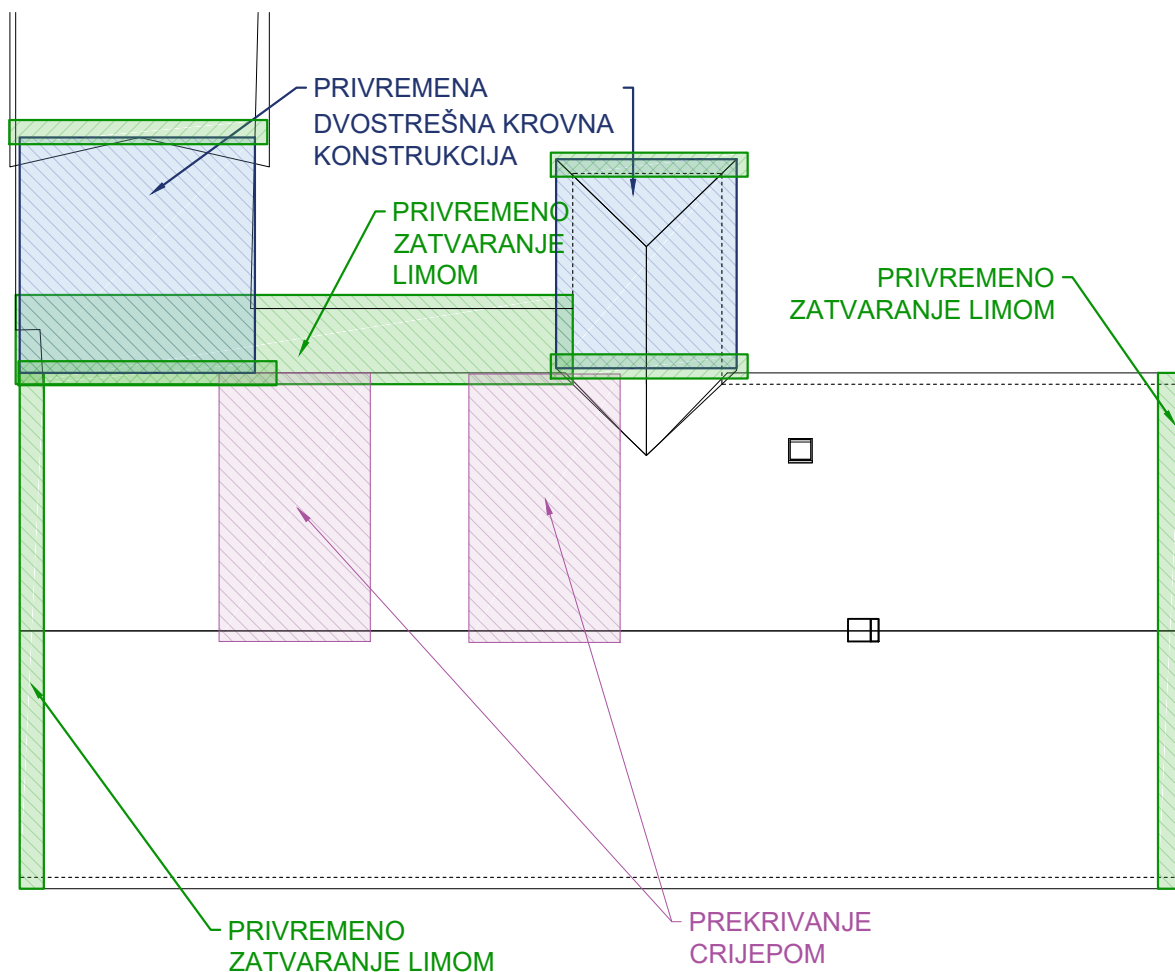 PRIVREMENA
DVOSTREŠNA KROVNA
KONSTRUKCIJA
PRIVREMENO
ZATVARANJE
LIMOM
PRIVREMENO
ZATVARANJE LIMOM
PRIVREMENO
ZATVARANJE LIMOM
PREKRIVANJE
CRIJEPOM